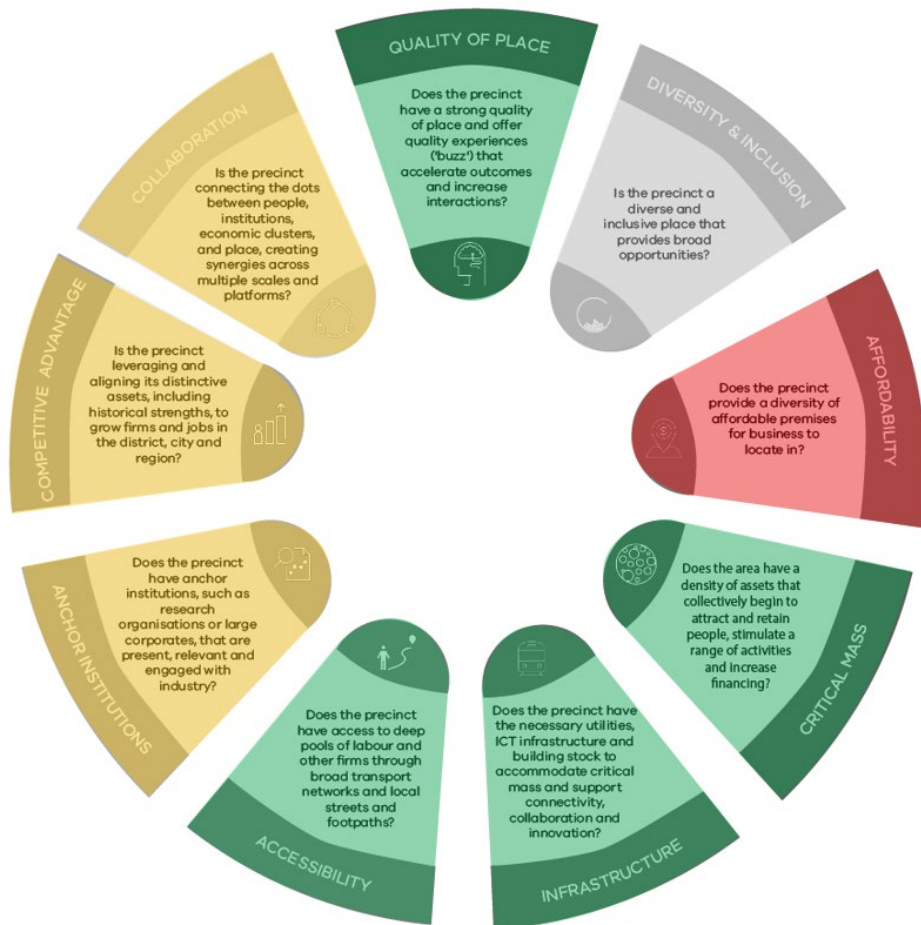 QUALITY OF PLACE
Does the precinct
have a strong quality
of place and offer
quality experiences
('buzz') that
accelerate outcomes
and increase
interactions?
DIVERSITY & INCLUSION
Is the precinct a
diverse and
inclusive place that
provides broad
opportunities?
AFFORDABILITY
Does the precinct
provide a diversity of
affordable premises
for business to
locate in?
CRITICAL MASS
Does the area have a
density of assets that
collectively begin to
attract and retain
people, stimulate a
range of activities
and increase
financing?
INFRASTRUCTURE
Does the precinct have
the necessary utilities,
ICT infrastructure and
building stock to
accommodate critical
mass and support
connectivity,
collaboration and
innovation?
ACCESSIBILITY
Does the precinct
have access to deep
pools of labour and
other firms through
broad transport
networks and local
streets and
footpaths?
ANCHOR INSTITUTIONS
Does the precinct
have anchor
institutions, such as
research
organisations or large
corporates, that are
present, relevant and
engaged with
industry?
COMPETITIVE ADVANTAGE
Is the precinct
leveraging and
aligning its distinctive
assets, including
historical strengths, to
grow firms and jobs in
the district, city and
region?
COLLABORATION
Is the precinct
connecting the dots
between people,
institutions,
economic clusters,
and place, creating
synergies across
multiple scales and
platforms?